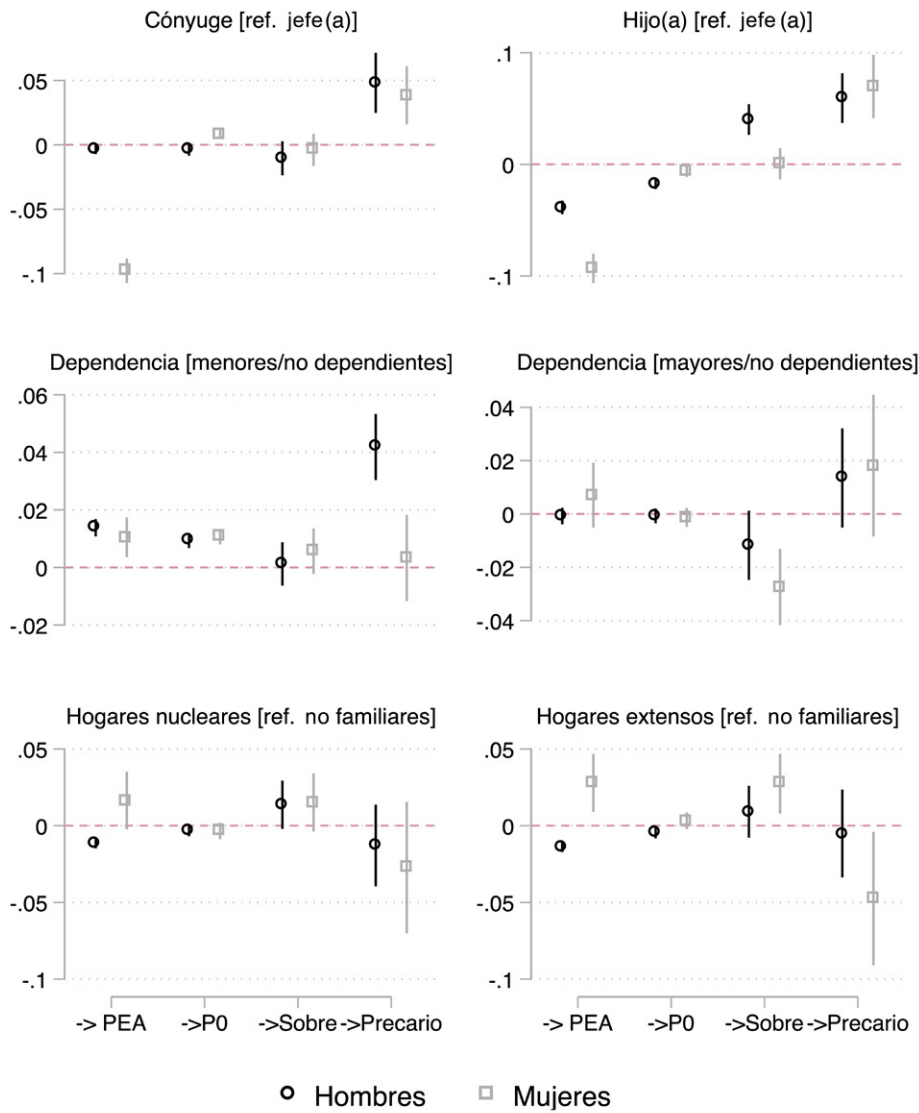 Cónyuge [ref. jefe(a)]
.05
0
-.05
-.1
Hijo(a) [ref. jefe(a)]
.1
0
-.1
Dependencia [menores/no dependientes]
.06
.04
.02
0
-.02
Dependencia [mayores/no dependientes]
.04
.02
0
-.02
-.04
Hogares nucleares [ref. no familiares]
.05
0
-.05
-.1
-> PEA ->P0 ->Sobre ->Precario
Hogares extensos [ref. no familiares]
.05
0
-.05
-.1
-> PEA ->P0 ->Sobre ->Precario
Hombres Mujeres